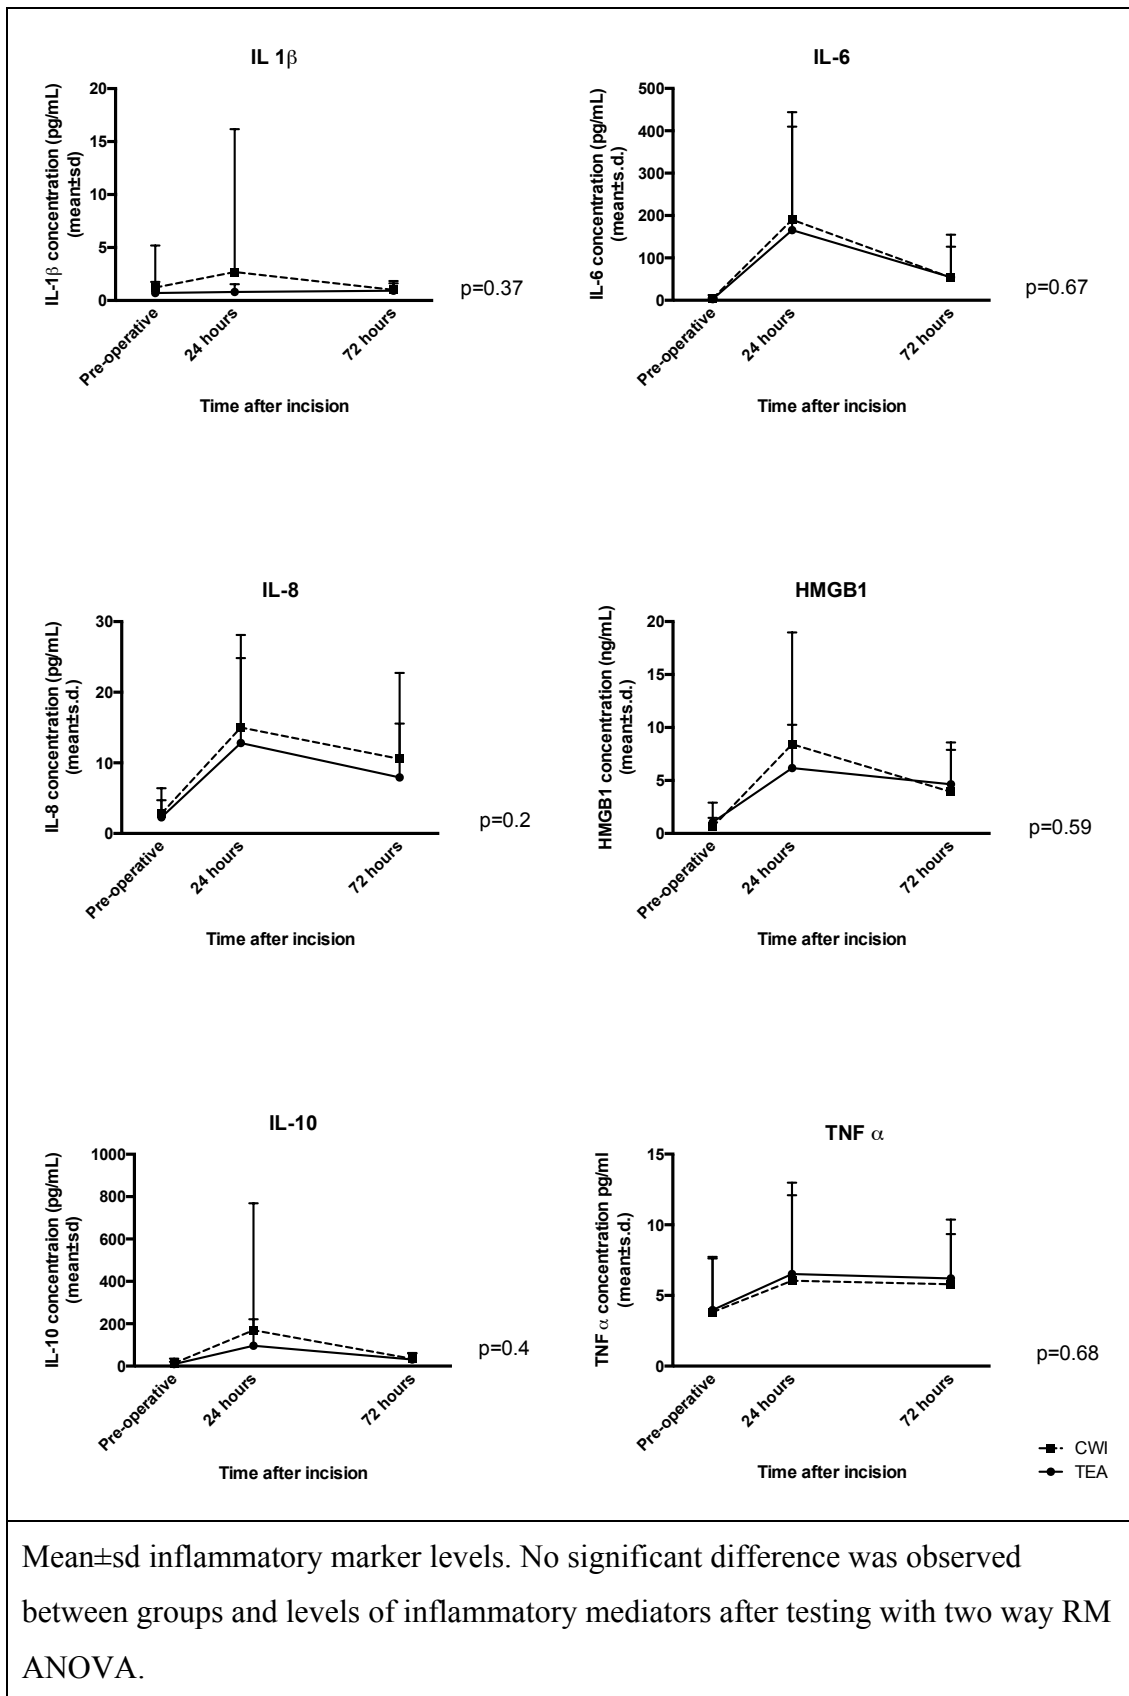 IL 1β
IL-1β concentration (pg/mL)
(mean±sd)
20
15
10
5
0
Pre-operative
24 hours
72 hours
Time after incision
p=0.37
IL-6
IL-6 concentration (pg/mL)
(mean±s.d.)
500
400
300
200
100
0
Pre-operative
24 hours
72 hours
Time after incision
p=0.67
IL-8
IL-8 concentration (pg/mL)
(mean±s.d.)
30
20
10
0
Pre-operative
24 hours
72 hours
Time after incision
p=0.2
HMGB1
HMGB1 concentration (ng/mL)
(mean±s.d.)
20
15
10
5
0
Pre-operative
24 hours
72 hours
Time after incision
p=0.59
IL-10
IL-10 concentraion (pg/mL)
(mean±sd)
1000
800
600
400
200
0
Pre-operative
24 hours
72 hours
Time after incision
p=0.4
TNF α
TNF α concentration pg/ml
(mean±s.d.)
15
10
5
0
Pre-operative
24 hours
72 hours
Time after incision
p=0.68
CWI
TEA
Mean±sd inflammatory marker levels. No significant difference was observed
between groups and levels of inflammatory mediators after testing with two way RM
ANOVA.